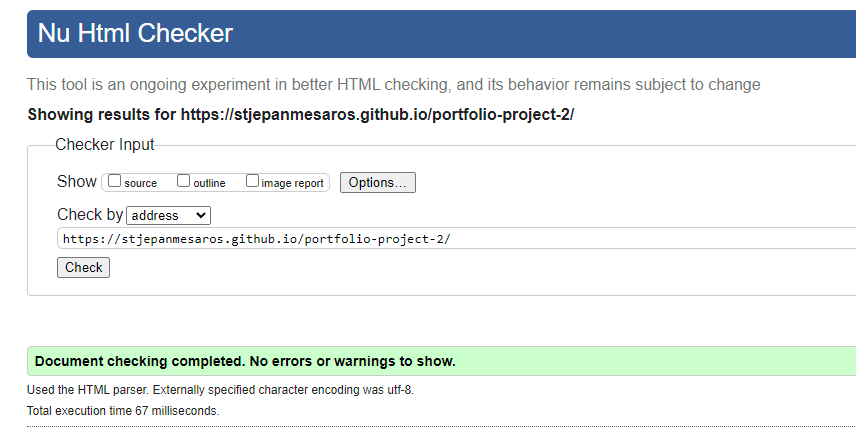 Nu Html Checker
This tool is an ongoing experiment in better HTML checking, and its behavior remains subject to change
Showing results for https://stjepanmesaros.github.io/portfolio-project-2/
Checker Input
Show source outline image report Options...
Check by address
https://stjepanmesaros.github.io/portfolio-project-2/
Check
Document checking completed. No errors or warnings to show.
Used the HTML parser. Externally specified character encoding was utf-8.
Total execution time 67 milliseconds.